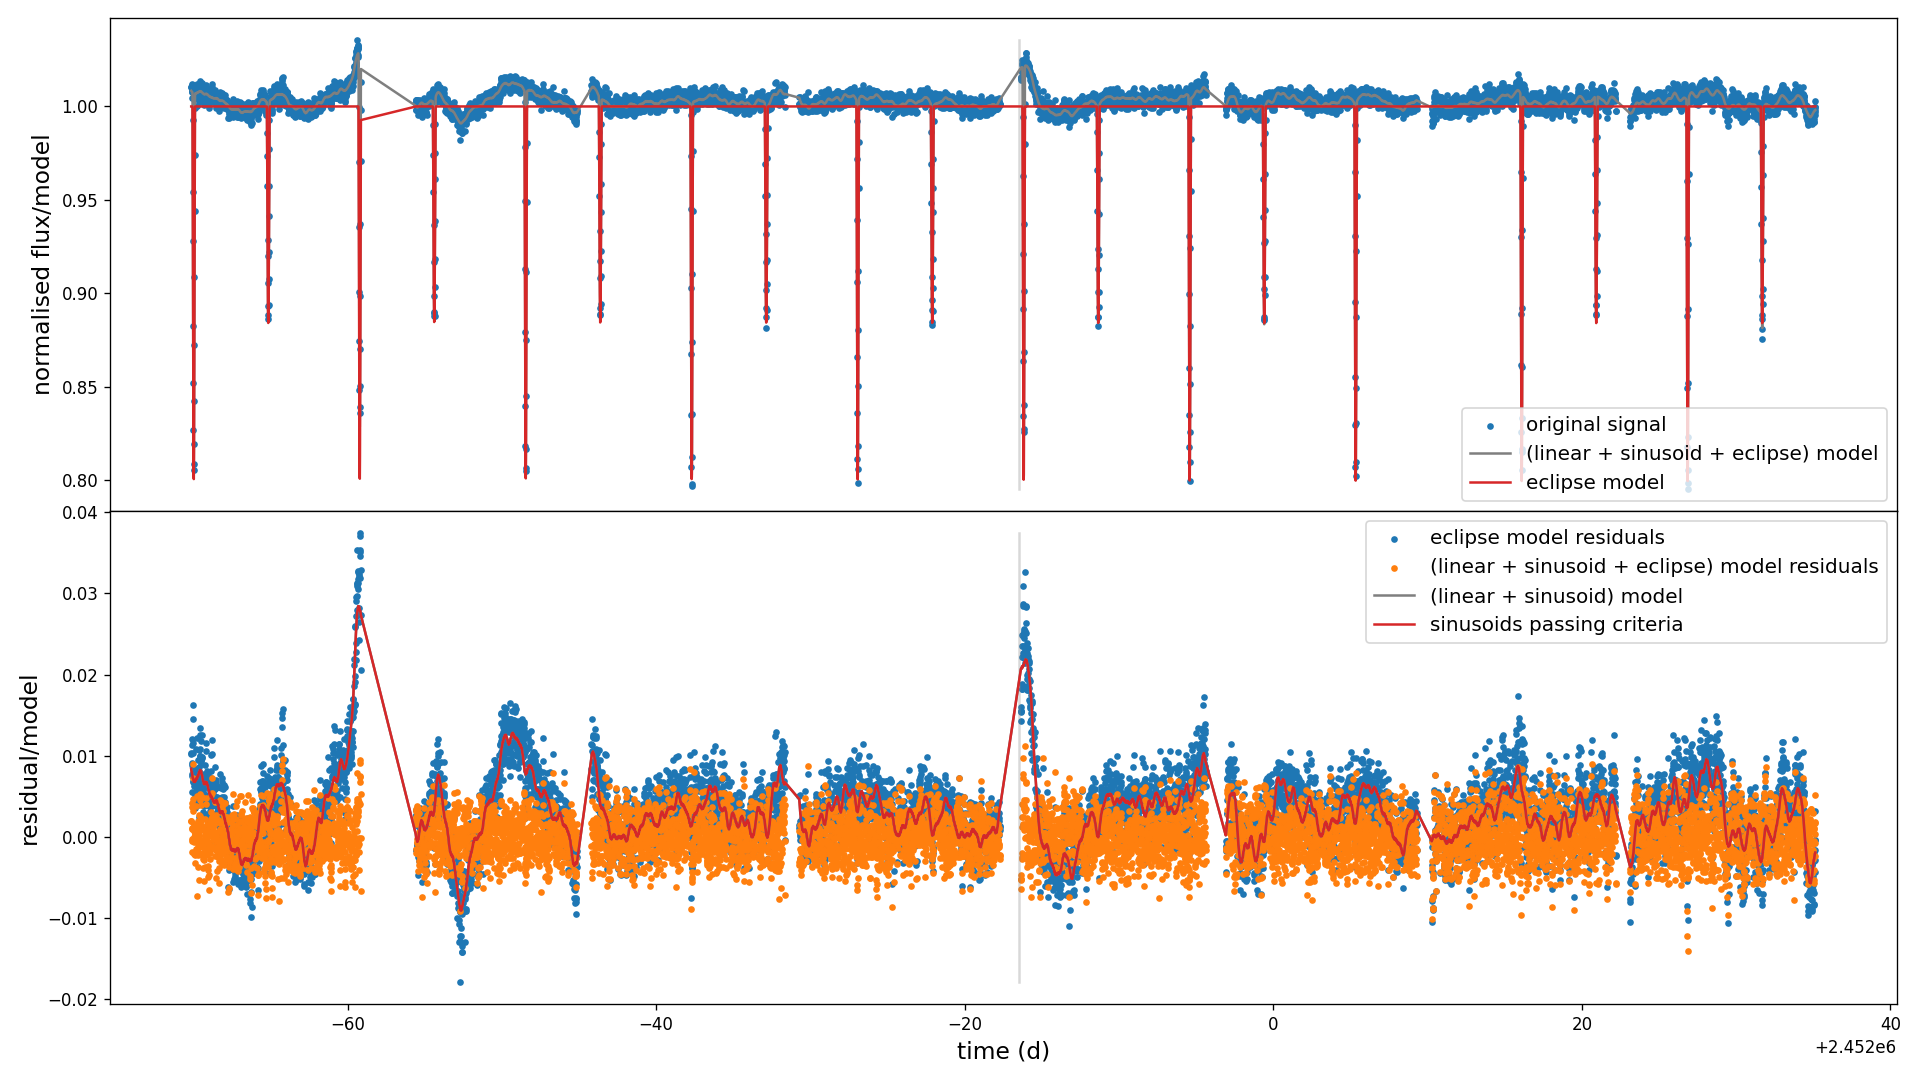 1.00
0.95
0.90
0.85
0.80
normalised flux/model
original signal
(linear + sinusoid + eclipse) model
eclipse model
0.04
0.03
0.02
0.01
0.00
−0.01
−0.02
residual/model
eclipse model residuals
(linear + sinusoid + eclipse) model residuals
(linear + sinusoid) model
sinusoids passing criteria
−60 −40 −20 0 20 40
time (d)
+2.452e6